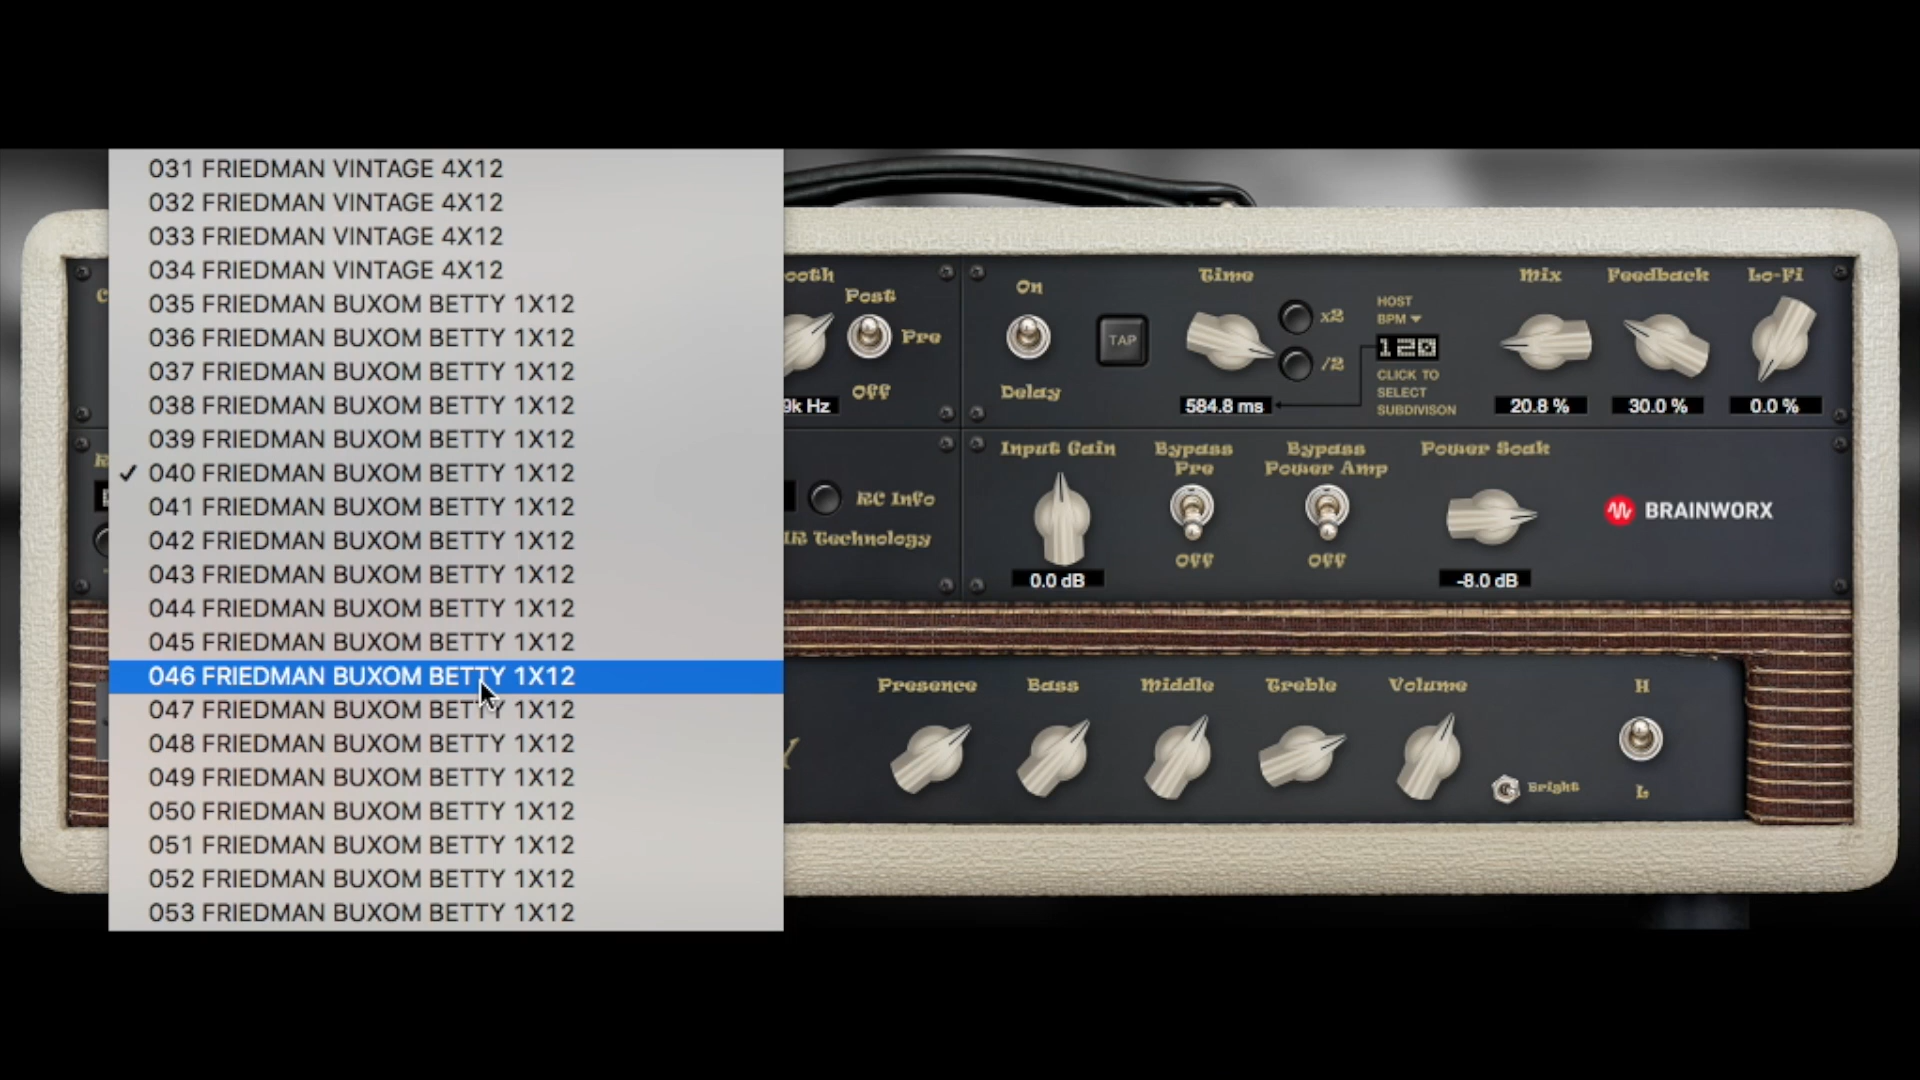 031 FRIEDMAN VINTAGE 4X12
032 FRIEDMAN VINTAGE 4X12
033 FRIEDMAN VINTAGE 4X12
034 FRIEDMAN VINTAGE 4X12
035 FRIEDMAN BUXOM BETTY 1X12
036 FRIEDMAN BUXOM BETTY 1X12
037 FRIEDMAN BUXOM BETTY 1X12
038 FRIEDMAN BUXOM BETTY 1X12
039 FRIEDMAN BUXOM BETTY 1X12
✓ 040 FRIEDMAN BUXOM BETTY 1X12
041 FRIEDMAN BUXOM BETTY 1X12
042 FRIEDMAN BUXOM BETTY 1X12
043 FRIEDMAN BUXOM BETTY 1X12
044 FRIEDMAN BUXOM BETTY 1X12
045 FRIEDMAN BUXOM BETTY 1X12
046 FRIEDMAN BUXOM BETTY 1X12
047 FRIEDMAN BUXOM BETTY 1X12
048 FRIEDMAN BUXOM BETTY 1X12
049 FRIEDMAN BUXOM BETTY 1X12
050 FRIEDMAN BUXOM BETTY 1X12
051 FRIEDMAN BUXOM BETTY 1X12
052 FRIEDMAN BUXOM BETTY 1X12
053 FRIEDMAN BUXOM BETTY 1X12
Post
Pre
Off
9k Hz
On
Delay
TAP
Time
x2
/2
584.8 ms
HOST
BPM
120
CLICK TO
SELECT
SUBDIVISON
Mix
20.8 %
Feedback
30.0 %
Lo-Fi
0.0 %
RC Info
Technology
Input Gain
0.0 dB
Bypass
Pre
Off
Bypass
Power Amp
Off
Power Soak
-8.0 dB
BRAINWORX
Presence
Bass
Middle
Treble
Volume
Bright
H
L